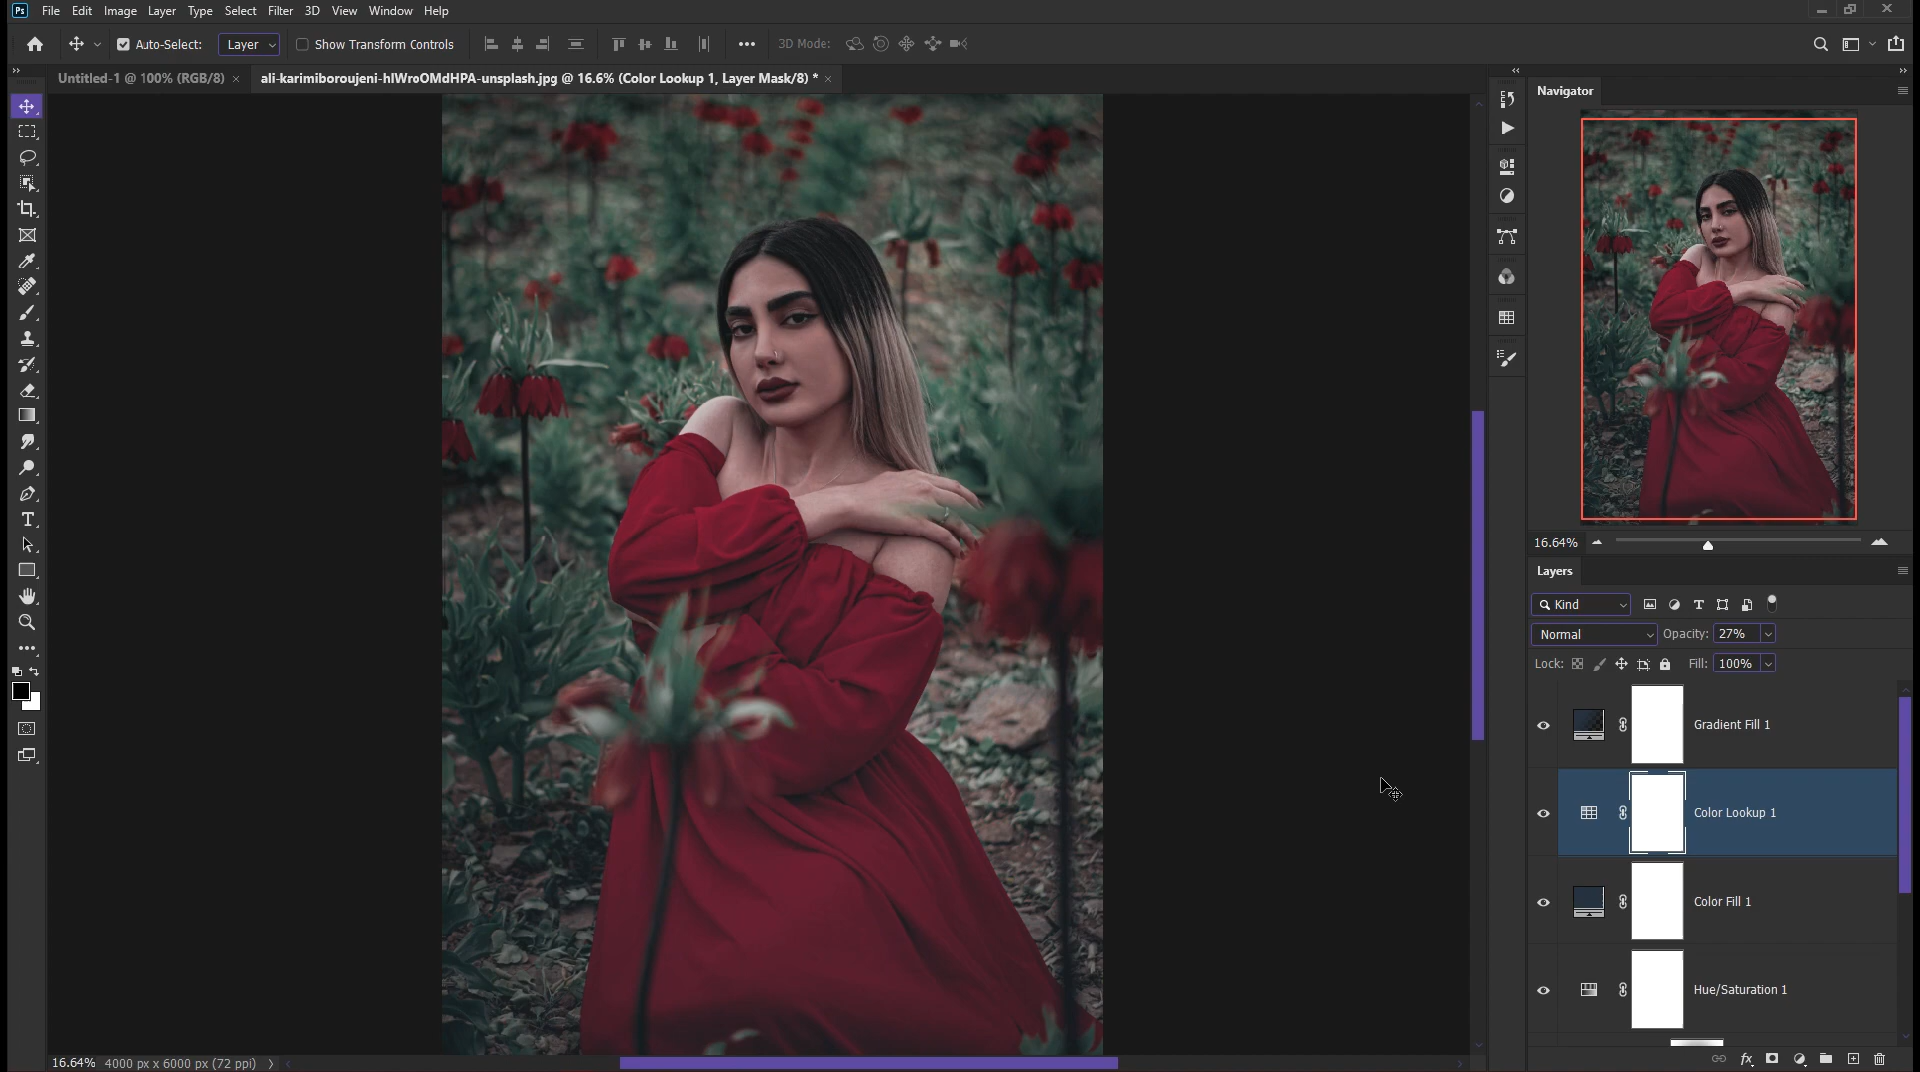 Ps File Edit Image Layer Type Select Filter 3D View Window Help
Auto-Select: Layer Show Transform Controls 3D Mode:
Untitled-1 @ 100% (RGB/8) × ali-karimiboroujeni-hlWroOMdHPA-unsplash.jpg @ 16.6% (Color Lookup 1, Layer Mask/8) * ×
Navigator
16.64%
Layers
Kind
Normal Opacity: 27%
Lock: Fill: 100%
Gradient Fill 1
Color Lookup 1
Color Fill 1
Hue/Saturation 1
fx
16.64% 4000 px x 6000 px (72 ppi)